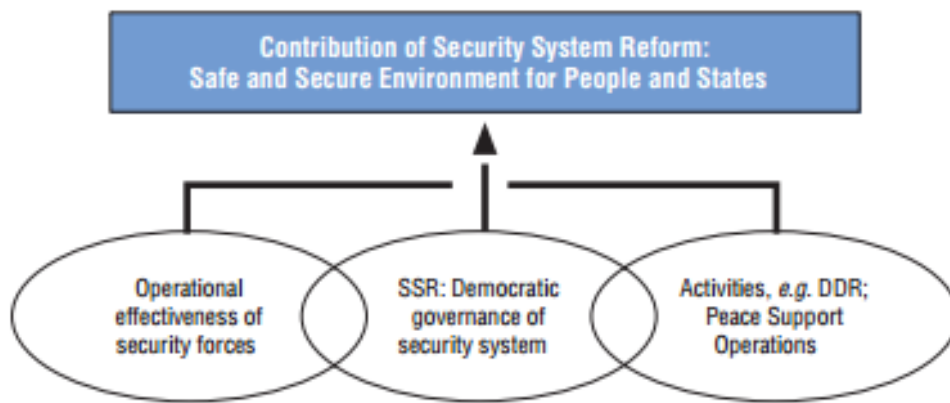 Contribution of Security System Reform:
Safe and Secure Environment for People and States
Operational
effectiveness of
security forces
SSR: Democratic
governance of
security system
Activities, e.g. DDR;
Peace Support
Operations